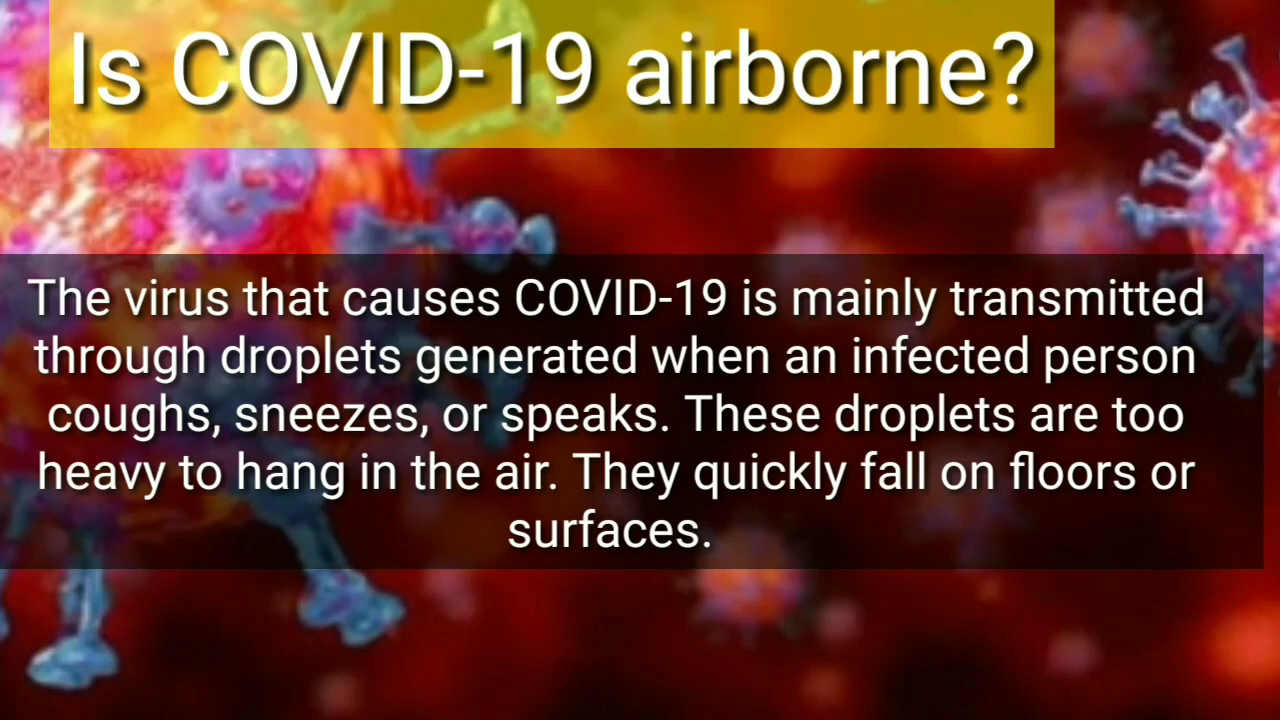 Is COVID-19 airborne?
The virus that causes COVID-19 is mainly transmitted
through droplets generated when an infected person
coughs, sneezes, or speaks. These droplets are too
heavy to hang in the air. They quickly fall on floors or
surfaces.